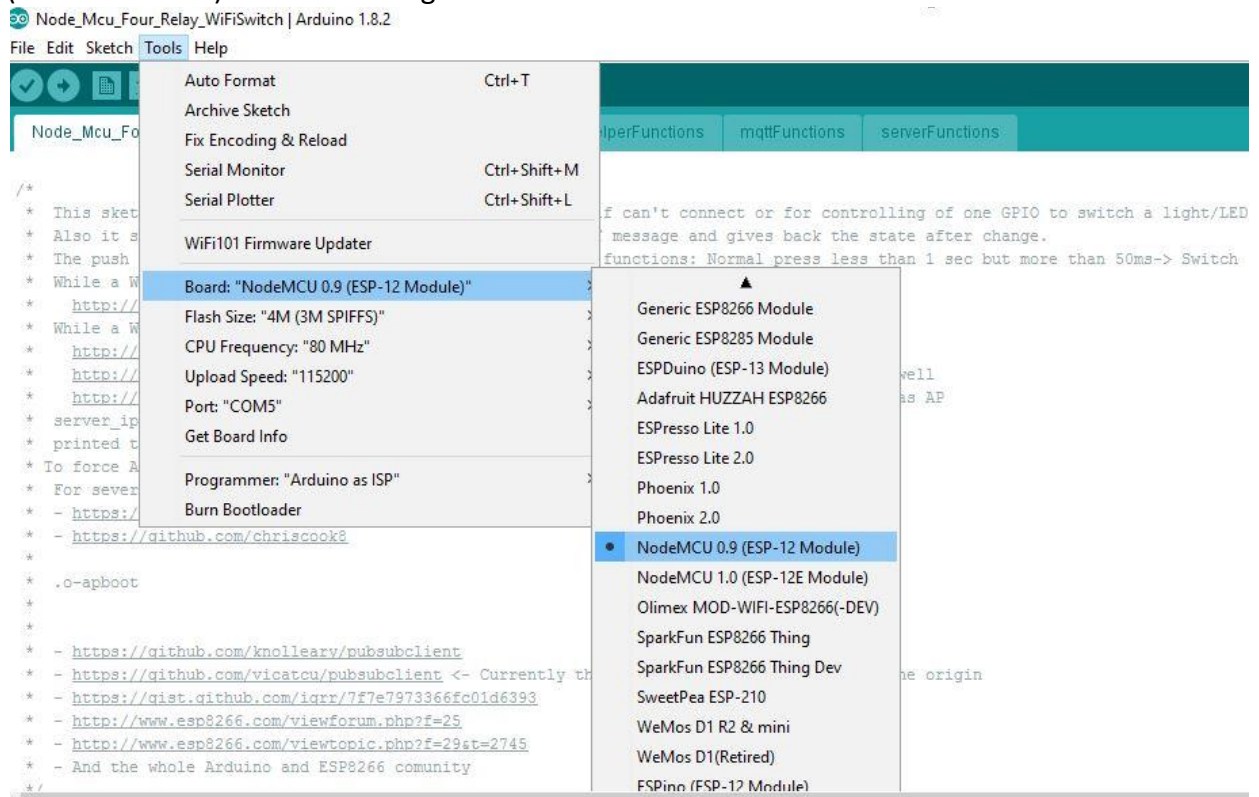 Node_Mcu_Four_Relay_WiFiSwitch | Arduino 1.8.2
File Edit Sketch Tools Help
Node_Mcu_Fo
lperFunctions mqttFunctions serverFunctions
Auto Format Ctrl+T
Archive Sketch
Fix Encoding & Reload
Serial Monitor Ctrl+Shift+M
Serial Plotter Ctrl+Shift+L
WiFi101 Firmware Updater
Board: "NodeMCU 0.9 (ESP-12 Module)"
Flash Size: "4M (3M SPIFFS)"
CPU Frequency: "80 MHz"
Upload Speed: "115200"
Port: "COM5"
Get Board Info
Programmer: "Arduino as ISP"
Burn Bootloader
Generic ESP8266 Module
Generic ESP8285 Module
ESPDuino (ESP-13 Module)
Adafruit HUZZAH ESP8266
ESPresso Lite 1.0
ESPresso Lite 2.0
Phoenix 1.0
Phoenix 2.0
NodeMCU 0.9 (ESP-12 Module)
NodeMCU 1.0 (ESP-12E Module)
Olimex MOD-WIFI-ESP8266(-DEV)
SparkFun ESP8266 Thing
SparkFun ESP8266 Thing Dev
SweetPea ESP-210
WeMos D1 R2 & mini
WeMos D1(Retired)
ESPino (ESP-12 Module)
/*
* This sket if can't connect or for controlling of one GPIO to switch a light/LED
* Also it s message and gives back the state after change.
* The push functions: Normal press less than 1 sec but more than 50ms-> Switch
* While a W
* http://
* While a W
* http://
* http:// well
* http:// as AP
* server_ip
* printed t
* To force A
* For sever
* - https:/
* - https://github.com/chriscook8
*
* .o-apboot
*
*
* - https://github.com/knolleary/pubsubclient
* - https://github.com/vicatcu/pubsubclient <- Currently th he origin
* - https://gist.github.com/igrr/7f7e7973366fc01d6393
* - http://www.esp8266.com/viewforum.php?f=25
* - http://www.esp8266.com/viewtopic.php?f=29&t=2745
* - And the whole Arduino and ESP8266 comunity
*/